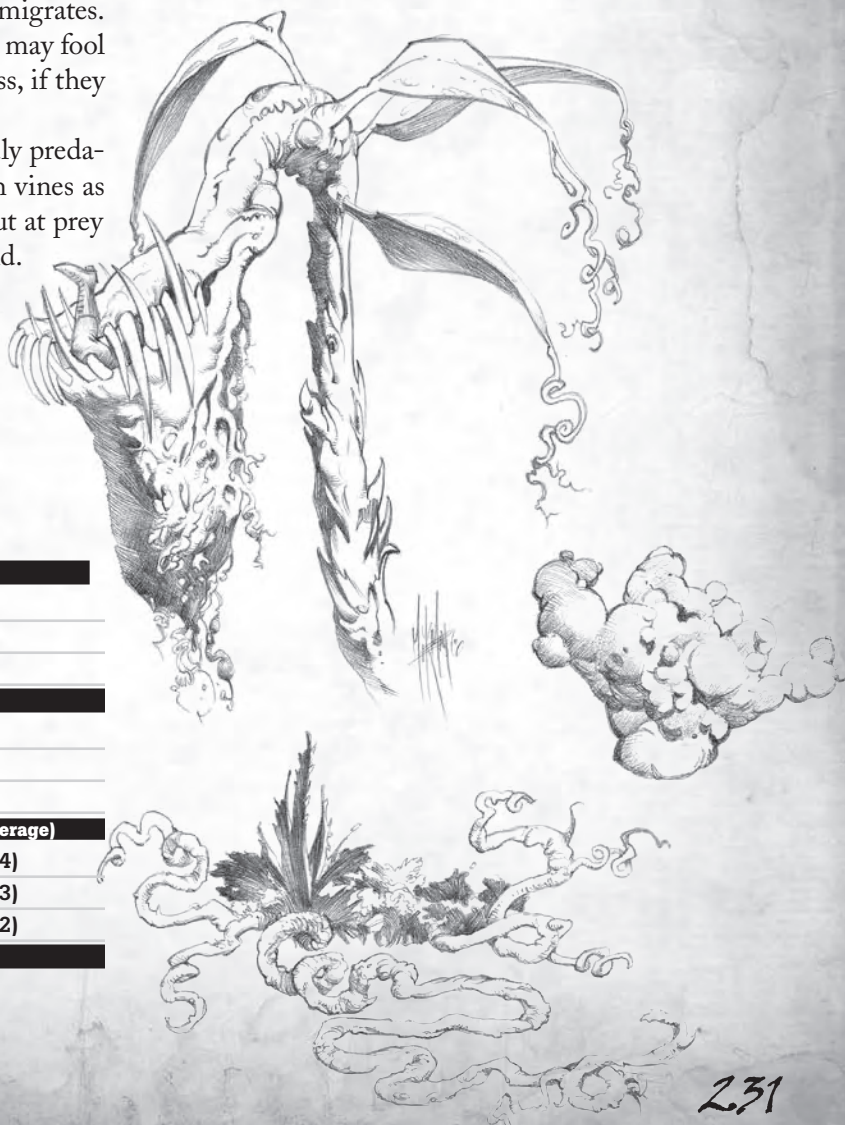 migrates.
may fool
ss, if they
ly preda-
n vines as
ut at prey
d.
erage)
4)
3)
2)
231